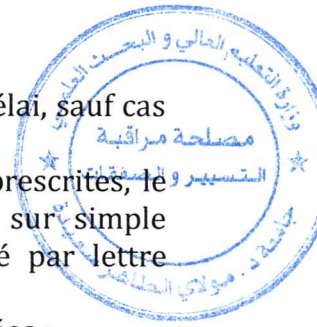 élai, sauf cas
prescrites, le
sur simple
é par lettre
وزارة التعليم العالي و البحث العلمي
مصلحة مراقبة
التسيير و الصفقات
جامعة د. مولاي الطاهر